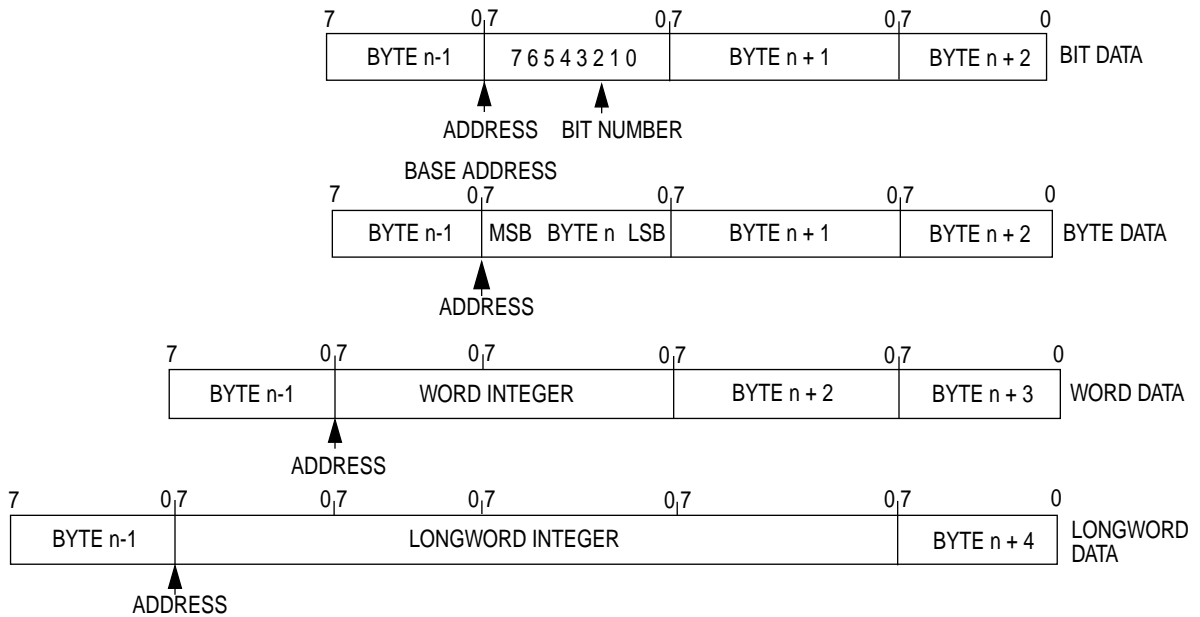 7 0,7 0,7 0,7 0
BYTE n-1 7 6 5 4 3 2 1 0 BYTE n + 1 BYTE n + 2 BIT DATA
ADDRESS BIT NUMBER
BASE ADDRESS
7 0,7 0,7 0,7 0
BYTE n-1 MSB BYTE n LSB BYTE n + 1 BYTE n + 2 BYTE DATA
ADDRESS
7 0,7 0,7 0,7 0,7 0
BYTE n-1 WORD INTEGER BYTE n + 2 BYTE n + 3 WORD DATA
ADDRESS
7 0,7 0,7 0,7 0,7 0,7 0
BYTE n-1 LONGWORD INTEGER BYTE n + 4 LONGWORD
DATA
ADDRESS